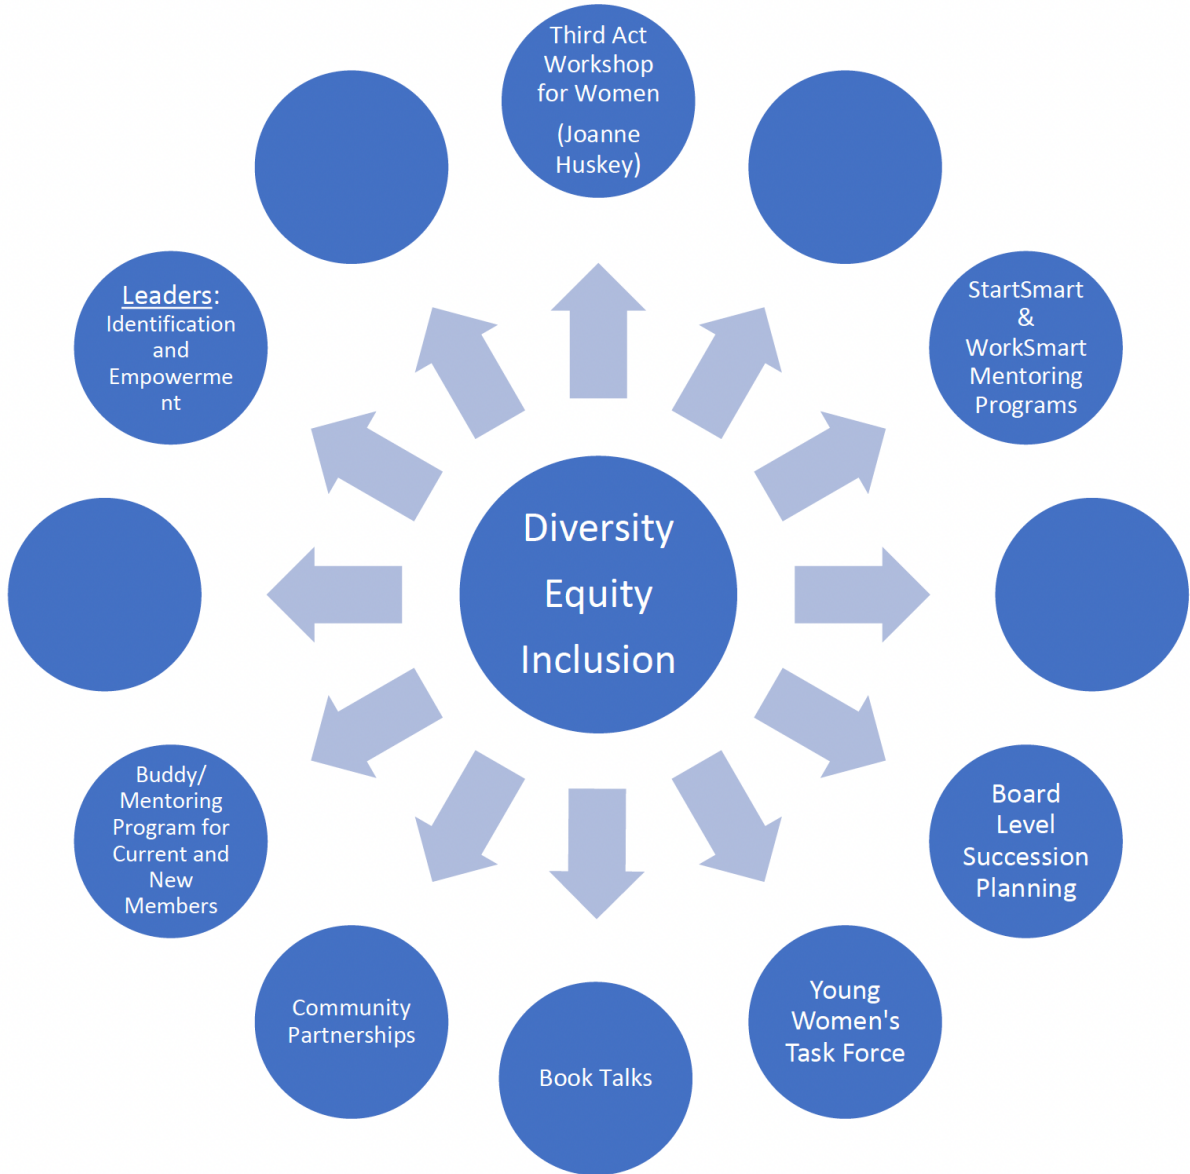 Third Act
Workshop
for Women
(Joanne
Huskey)
StartSmart
&
WorkSmart
Mentoring
Programs
Board
Level
Succession
Planning
Young
Women's
Task Force
Book Talks
Community
Partnerships
Buddy/
Mentoring
Program for
Current and
New
Members
Leaders:
Identification
and
Empowerme
nt
Diversity
Equity
Inclusion